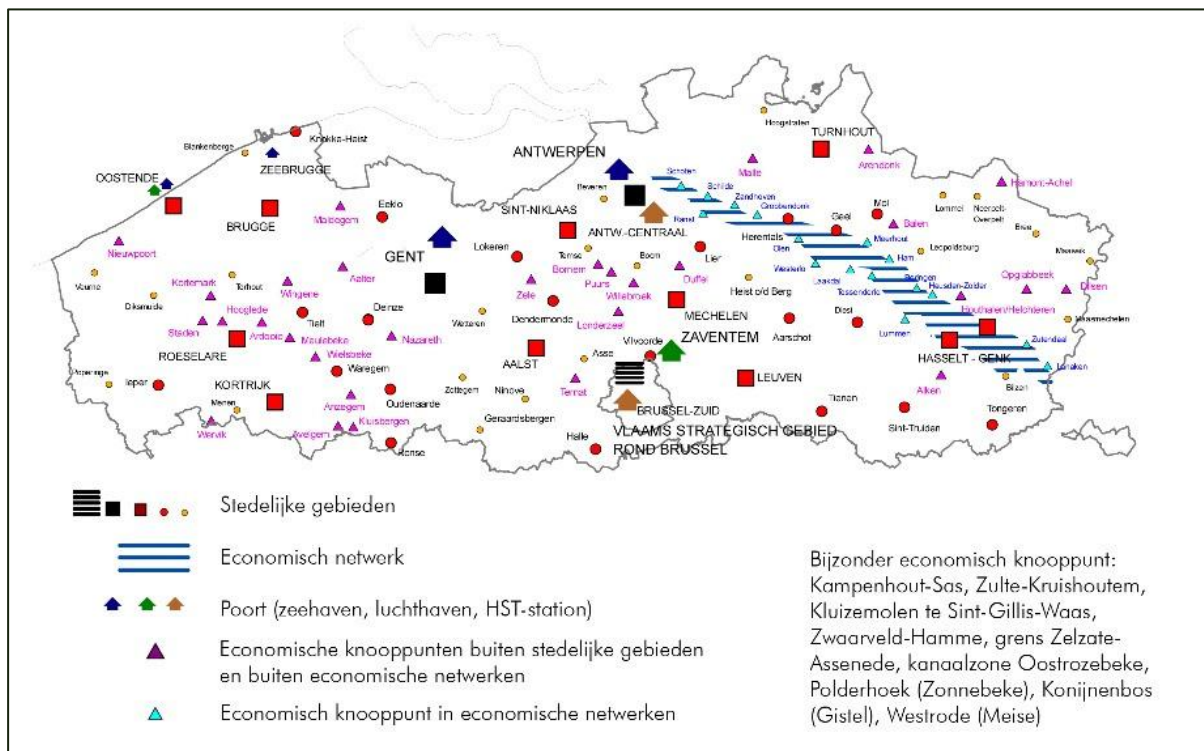 Hoogstraten
TURNHOUT
Knokke-Heist
Blankenberge
ZEEBRUGGE
ANTWERPEN
Malle
Arendonk
Schoten
OOSTENDE
Beveren
Schilde
Hamont-Achel
Zandhoven
Maldegem
Eeklo
SINT-NIKLAAS
Ranst
Grobbendonk
Mol
Lommel
Neerpelt-
Overpelt
BRUGGE
ANTW.-CENTRAAL
Geel
Balen
Bree
Nieuwpoort
GENT
Lokeren
Temse
Boom
Lier
Herentals
Olen
Meerhout
Leopoldsburg
Maaseik
Veurne
Kortemark
Torhout
Wingene
Aalter
Bornem
Puurs
Duffel
Westerlo
Ham
Zele
Willebroek
Heist o/d Berg
Laakdal
Beringen
Opglabbeek
Dilsen
Diksmuide
Hooglede
Deinze
Wetteren
Dendermonde
Londerzeel
MECHELEN
Tessenderlo
Heusden-Zolder
Staden
Ardooie
Tielt
Diest
Houthalen/Helchteren
Maasmechelen
Meulebeke
Nazareth
Vilvoorde
ZAVENTEM
Aarschot
Lummen
ROESELARE
Wielsbeke
AALST
Asse
HASSELT - GENK
Zutendaal
Poperinge
Ieper
KORTRIJK
Waregem
Zottegem
Ninove
Ternat
LEUVEN
Alken
Lanaken
Bilzen
Menen
Anzegem
Oudenaarde
Geraardsbergen
BRUSSEL-ZUID
Tienen
Wervik
Avelgem
Kluisbergen
VLAAMS STRATEGISCH GEBIED
ROND BRUSSEL
Sint-Truiden
Tongeren
Ronse
Halle
Stedelijke gebieden
Economisch netwerk
Poort (zeehaven, luchthaven, HST-station)
Economische knooppunten buiten stedelijke gebieden
en buiten economische netwerken
Economisch knooppunt in economische netwerken
Bijzonder economisch knooppunt:
Kampenhout-Sas, Zulte-Kruishoutem,
Kluizemolen te Sint-Gillis-Waas,
Zwaarveld-Hamme, grens Zelzate-
Assenede, kanaalzone Oostrozebeke,
Polderhoek (Zonnebeke), Konijnenbos
(Gistel), Westrode (Meise)